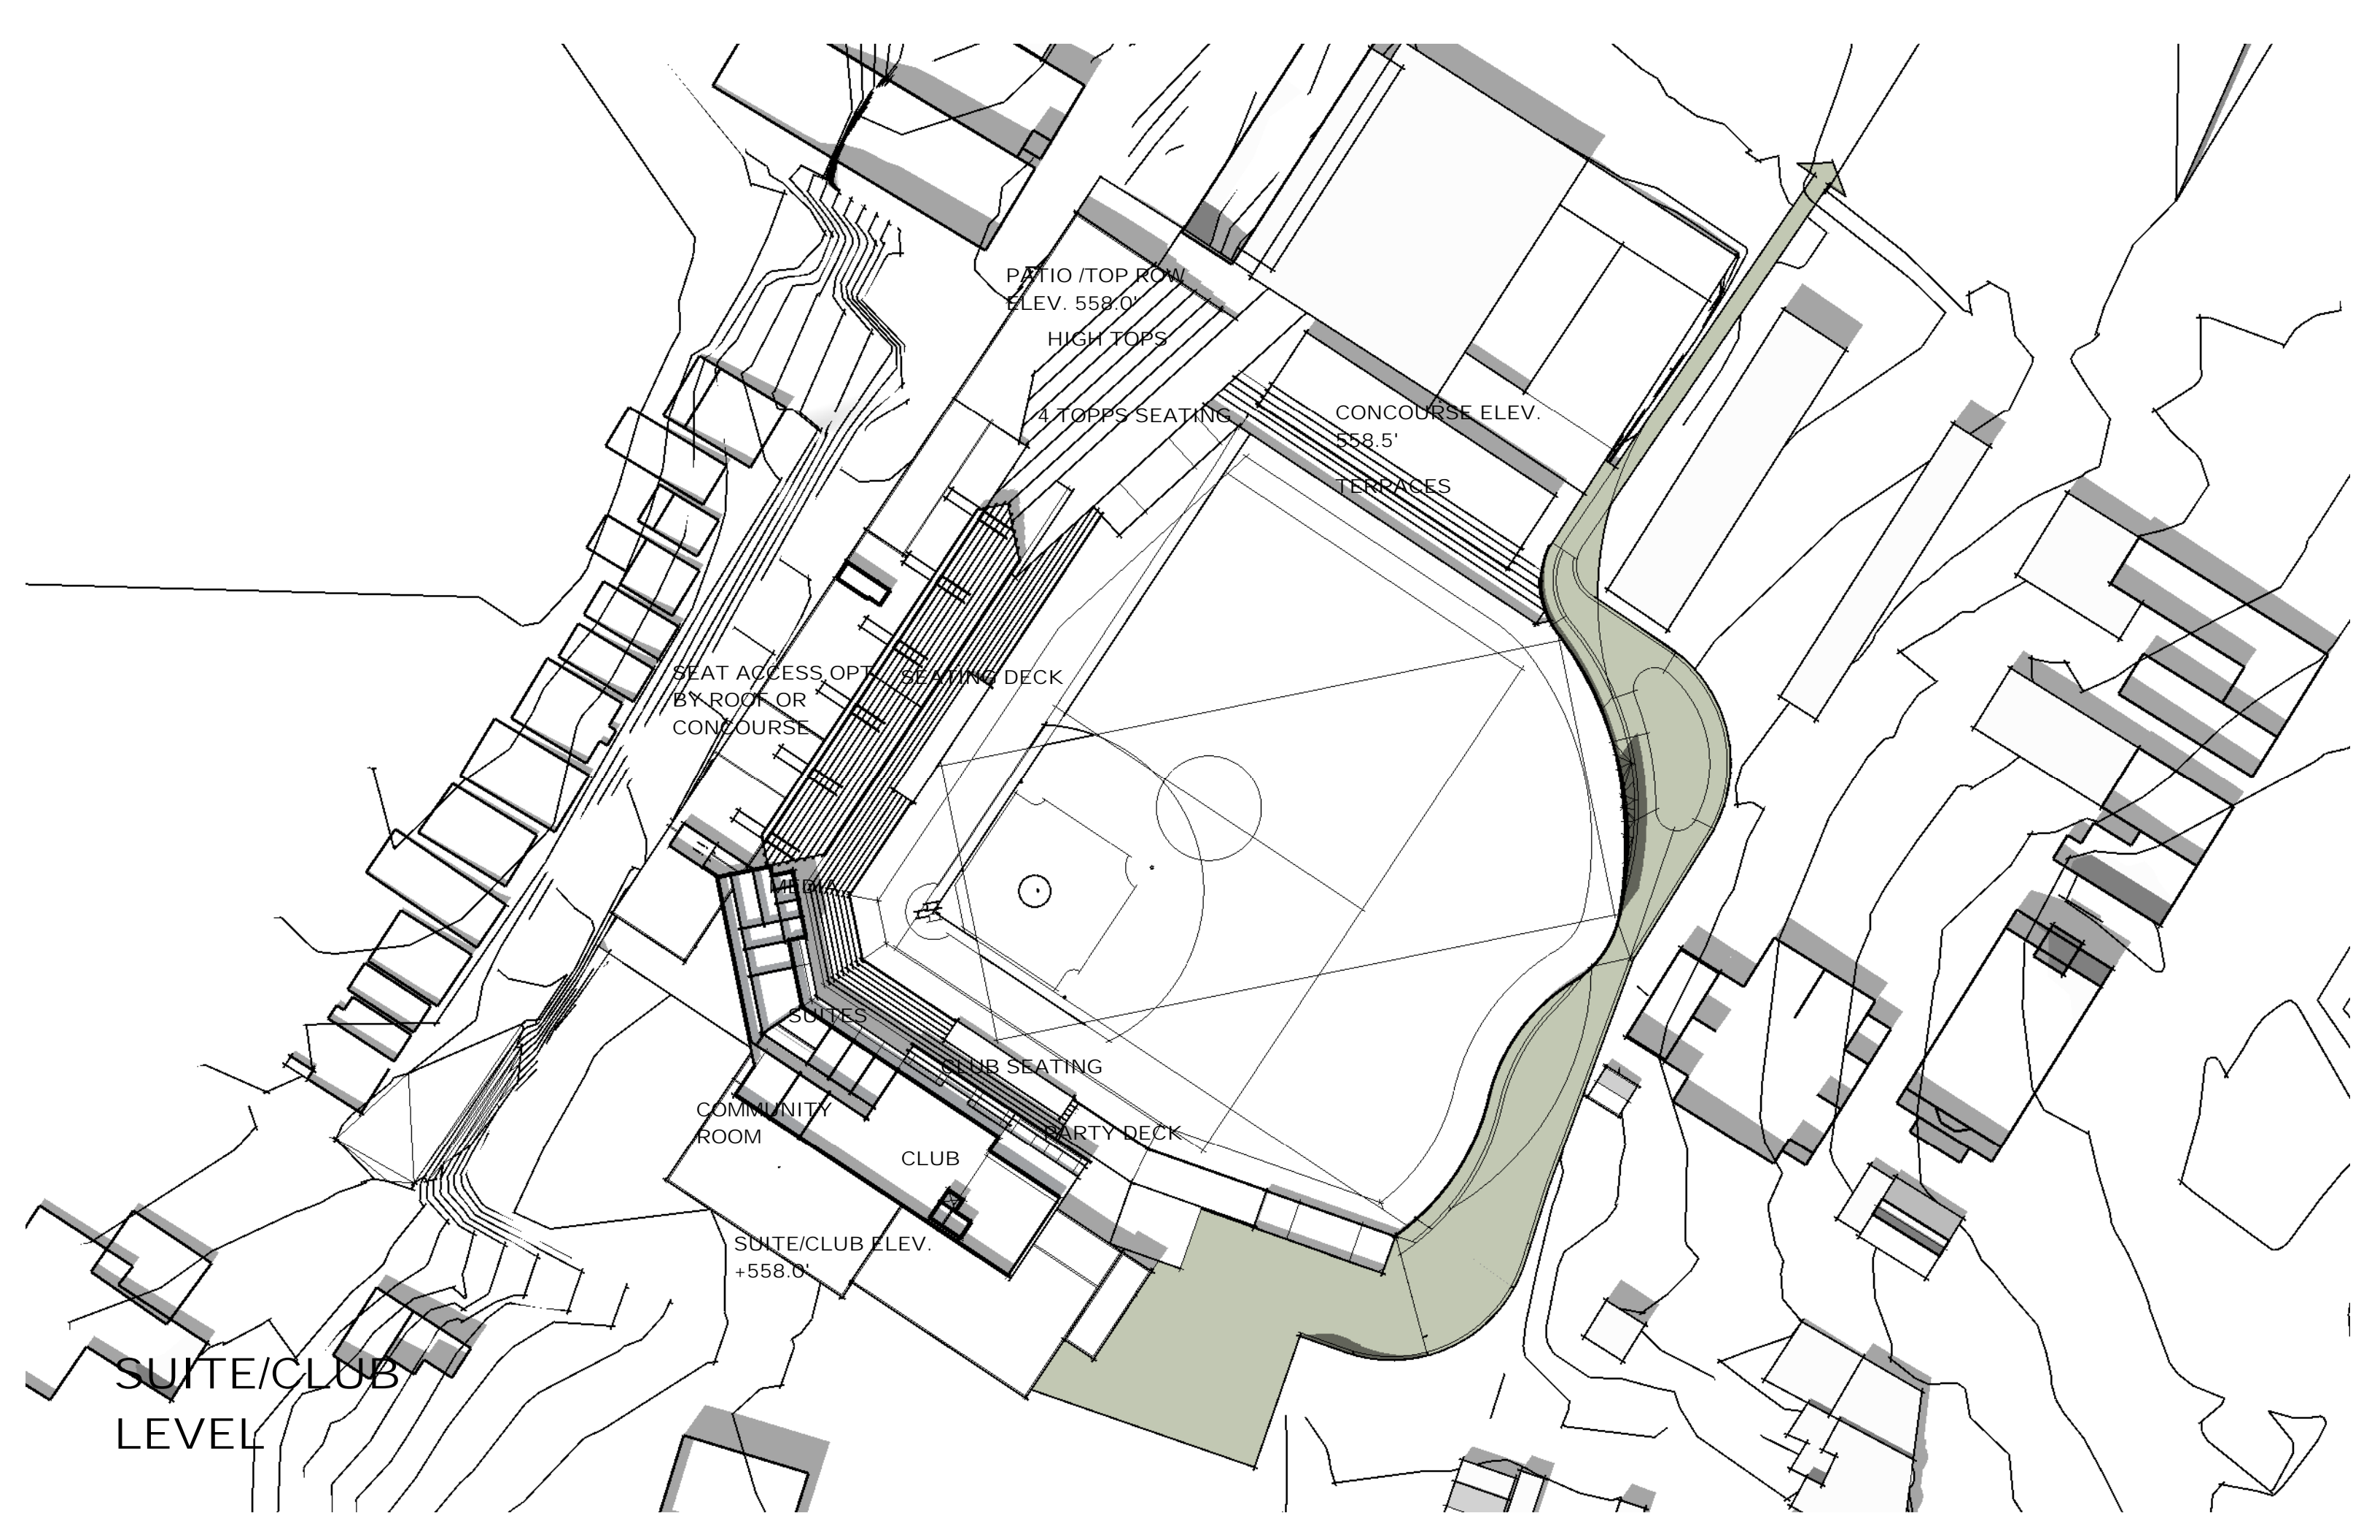 PATIO /TOP ROW
ELEV. 558.0'
HIGH TOPS
4 TOPPS SEATING
CONCOURSE ELEV.
558.5'
TERRACES
SEAT ACCESS OPT
BY ROOF OR
CONCOURSE
SEATING DECK
MEDIA
SUITES
CLUB SEATING
COMMUNITY
ROOM
PARTY DECK
CLUB
SUITE/CLUB ELEV.
+558.0'
SUITE/CLUB
LEVEL